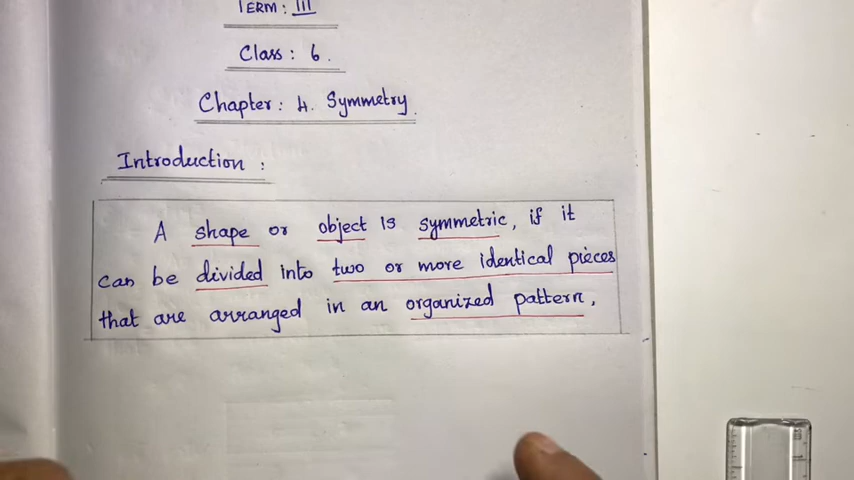 TERM: III
Class: 6.
Chapter: 4. Symmetry.
Introduction:
A shape or object is symmetric, if it
can be divided into two or more identical pieces
that are arranged in an organized pattern.